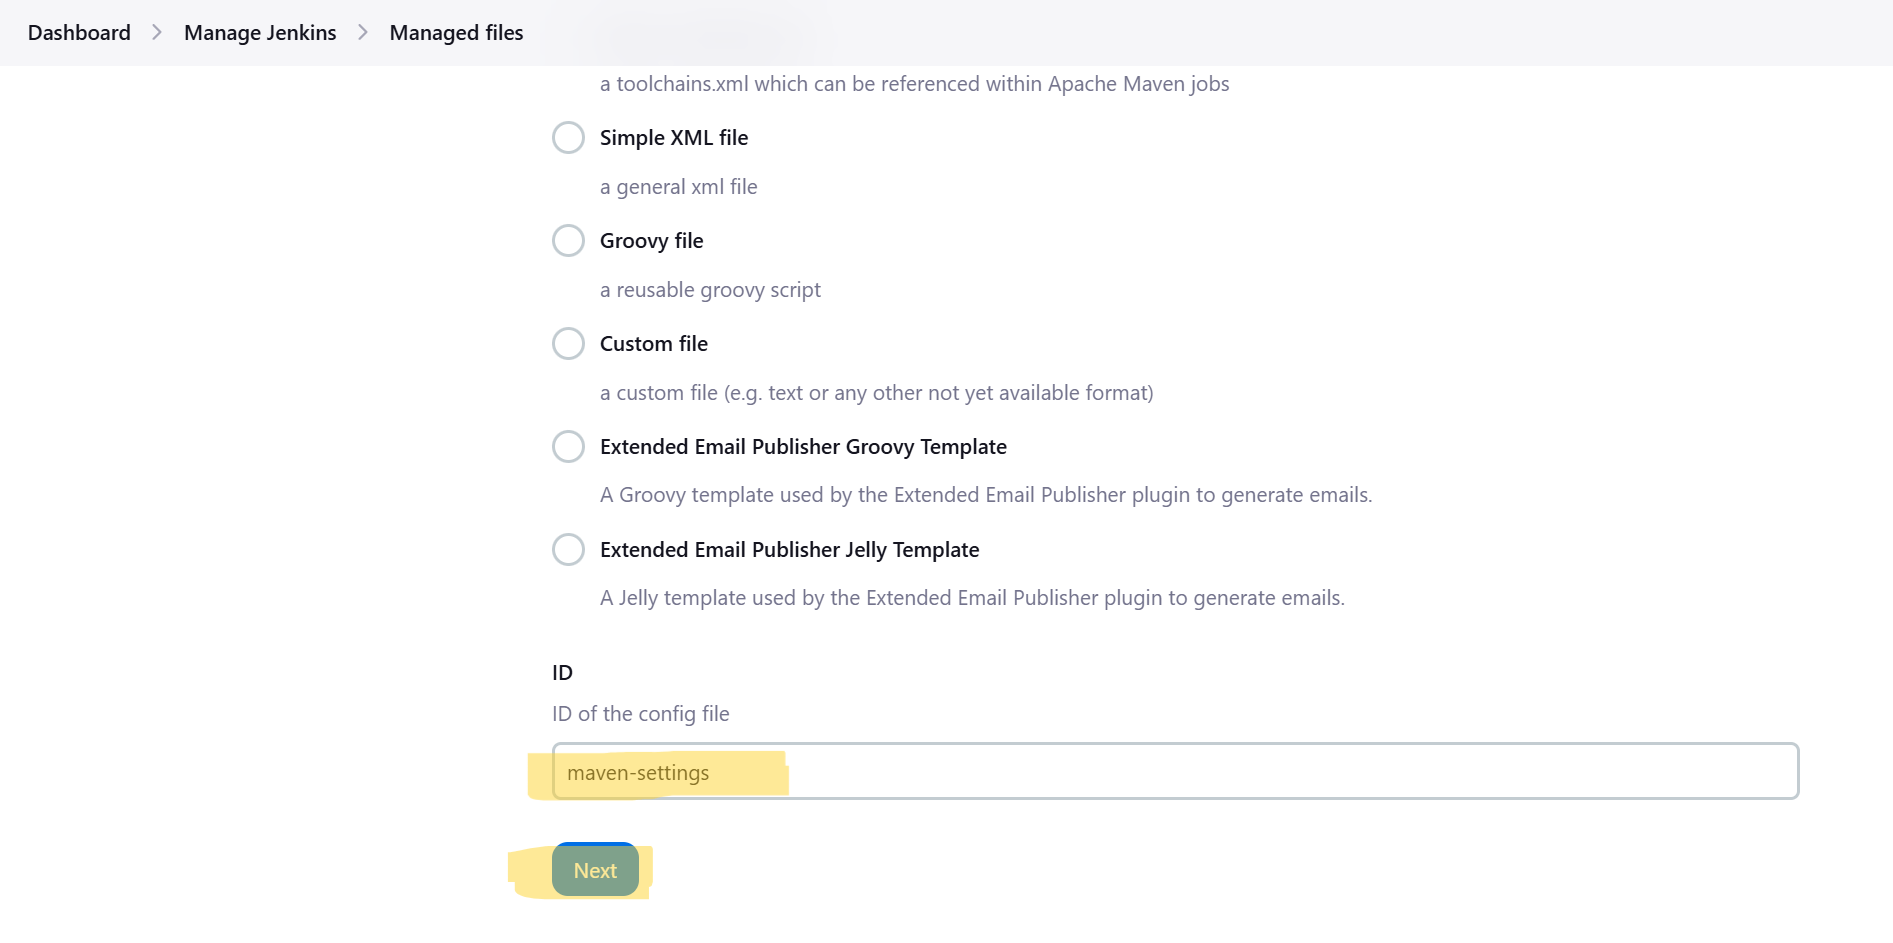 Dashboard > Manage Jenkins > Managed files
a toolchains.xml which can be referenced within Apache Maven jobs
Simple XML file
a general xml file
Groovy file
a reusable groovy script
Custom file
a custom file (e.g. text or any other not yet available format)
Extended Email Publisher Groovy Template
A Groovy template used by the Extended Email Publisher plugin to generate emails.
Extended Email Publisher Jelly Template
A Jelly template used by the Extended Email Publisher plugin to generate emails.
ID
ID of the config file
maven-settings
Next